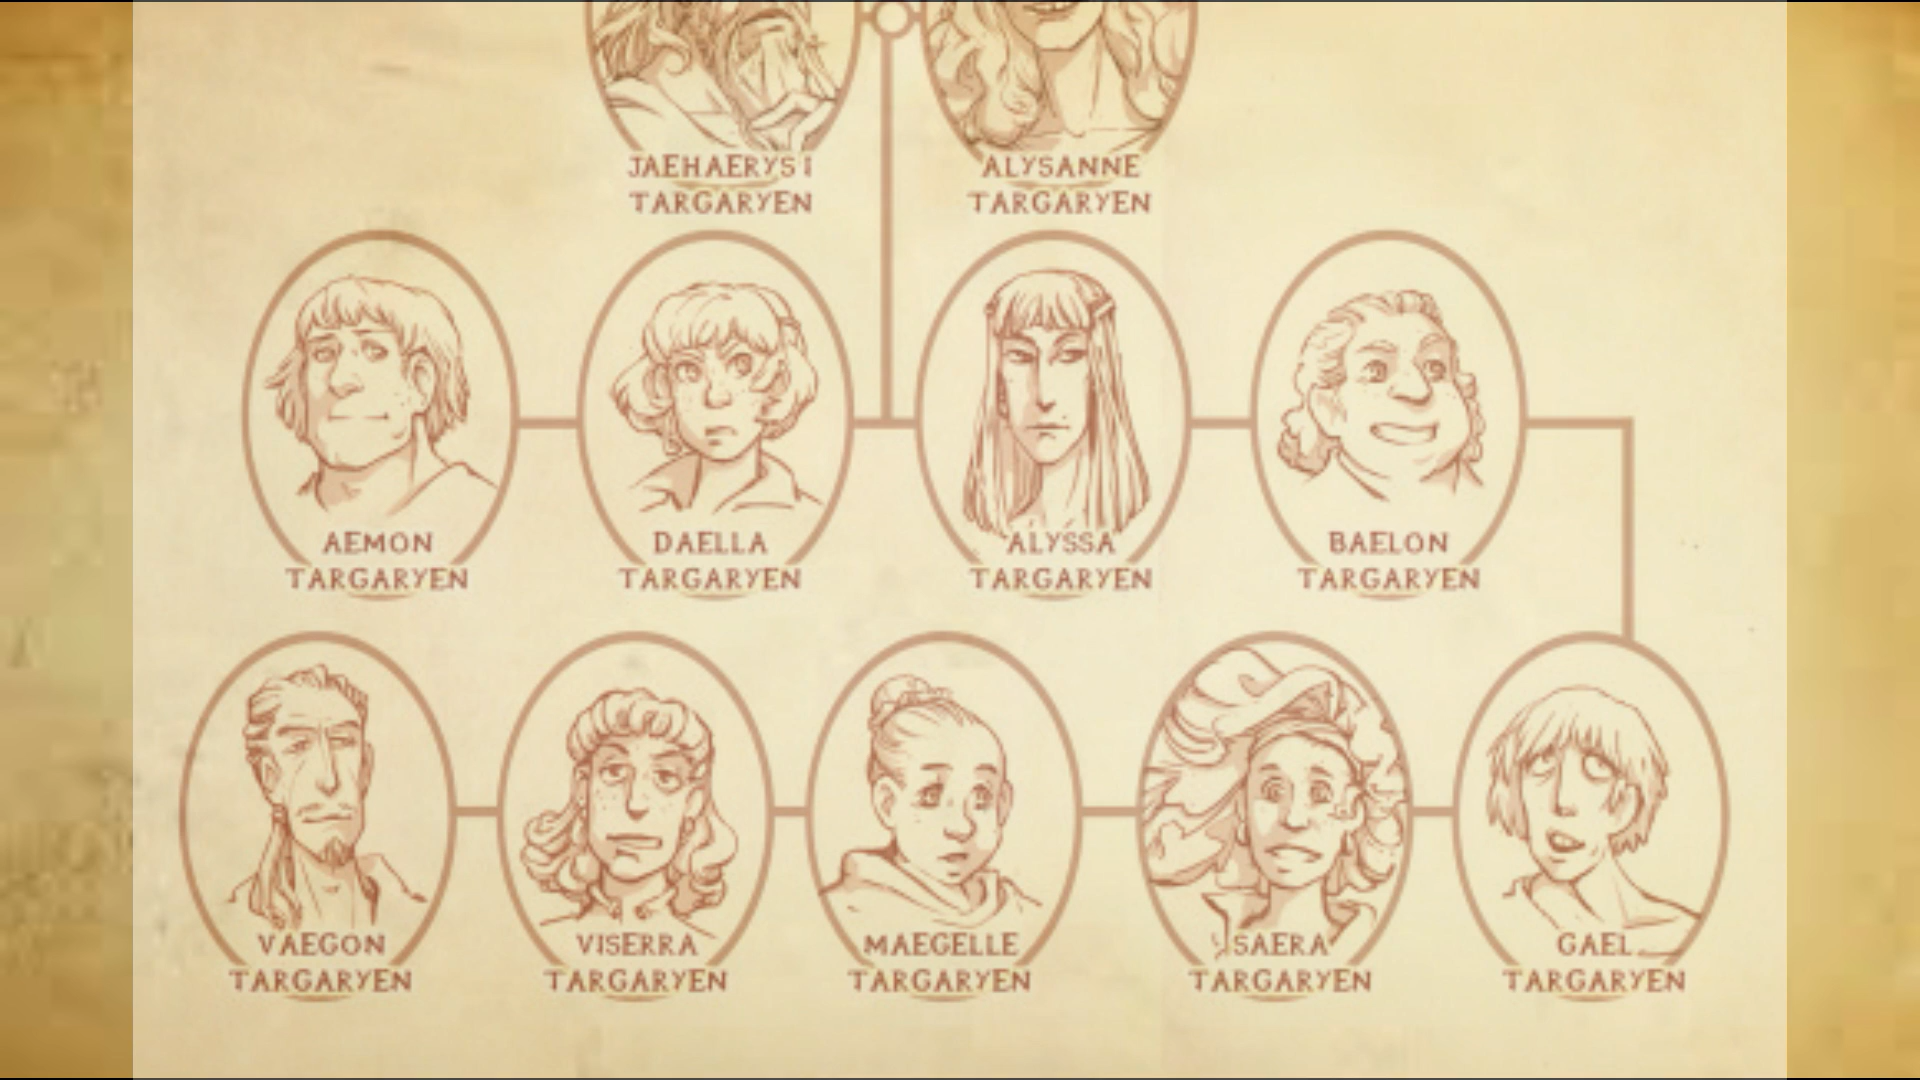 JAEHAERYS I
TARGARYEN
ALYSANNE
TARGARYEN
AEMON
TARGARYEN
DAELLA
TARGARYEN
ALYSSA
TARGARYEN
BAELON
TARGARYEN
VAEGON
TARGARYEN
VISERRA
TARGARYEN
MAEGELLE
TARGARYEN
SAERA
TARGARYEN
GAEL
TARGARYEN